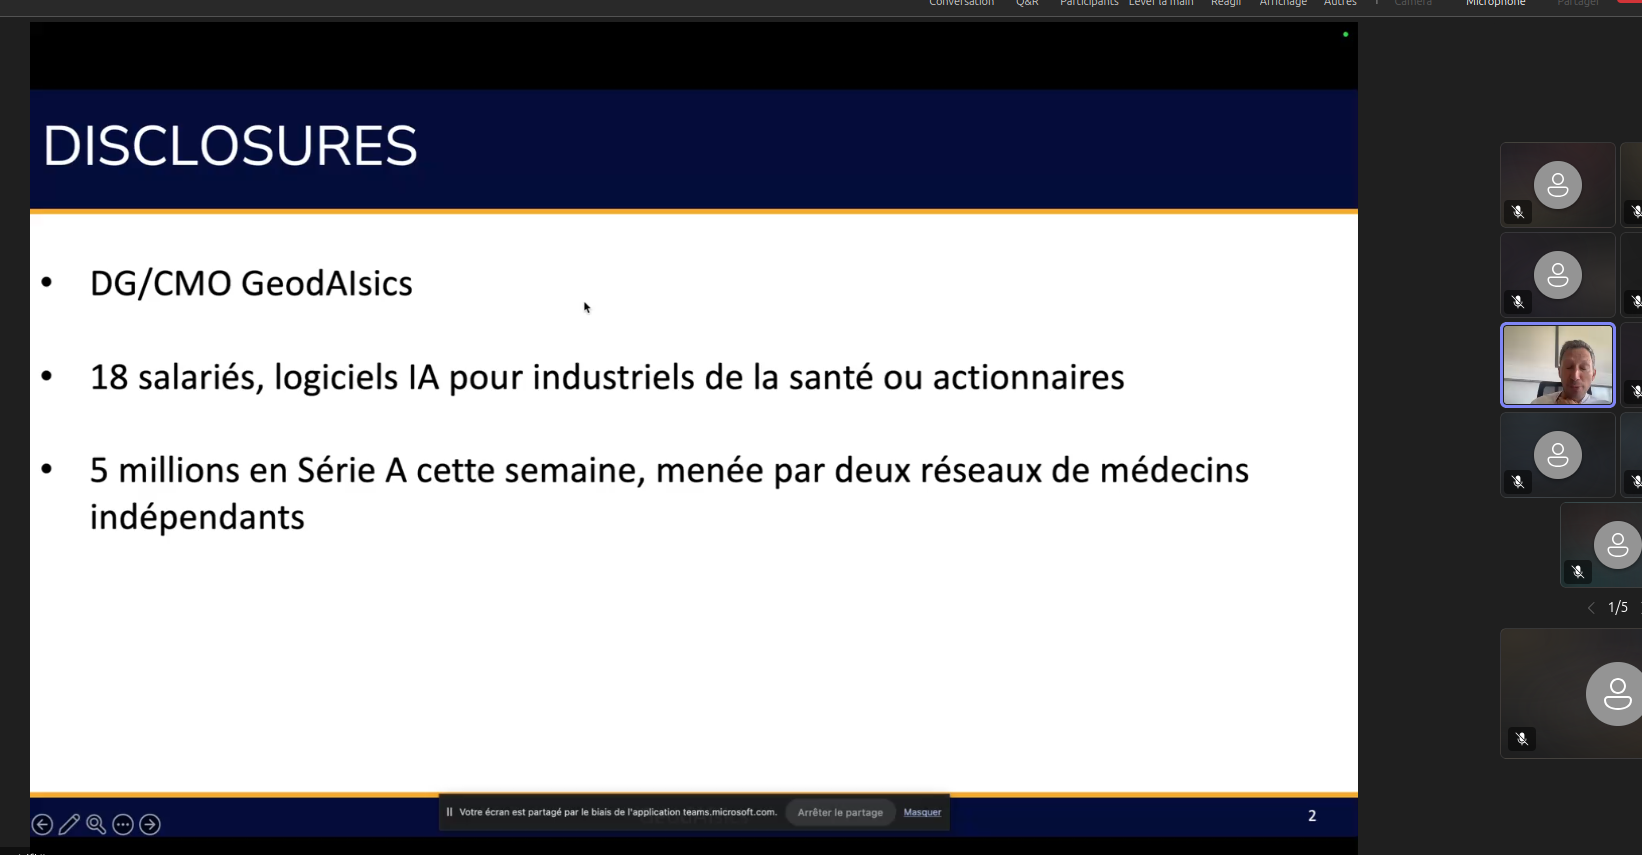 Conversation Q&R Participants Lever la main Réagir Affichage Autres Caméra Microphone Partager
DISCLOSURES
• DG/CMO GeodAIsics
• 18 salariés, logiciels IA pour industriels de la santé ou actionnaires
• 5 millions en Série A cette semaine, menée par deux réseaux de médecins
indépendants
1/5
Votre écran est partagé par le biais de l'application teams.microsoft.com. Arrêter le partage Masquer
2